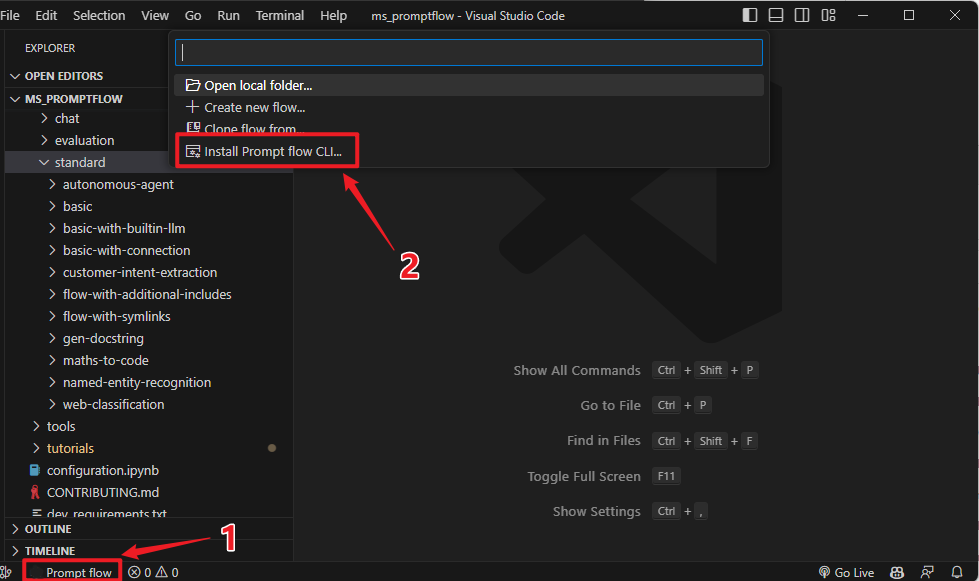 File Edit Selection View Go Run Terminal Help ms_promptflow - Visual Studio Code
EXPLORER
OPEN EDITORS
MS_PROMPTFLOW
chat
evaluation
standard
autonomous-agent
basic
basic-with-builtin-llm
basic-with-connection
customer-intent-extraction
flow-with-additional-includes
flow-with-symlinks
gen-docstring
maths-to-code
named-entity-recognition
web-classification
tools
tutorials
configuration.ipynb
CONTRIBUTING.md
dev_requirements.txt
OUTLINE
TIMELINE
Open local folder...
Create new flow...
Clone flow from...
Install Prompt flow CLI...
2
Show All Commands Ctrl + Shift + P
Go to File Ctrl + P
Find in Files Ctrl + Shift + F
Toggle Full Screen F11
Show Settings Ctrl + ,
1
Prompt flow 0 0 Go Live